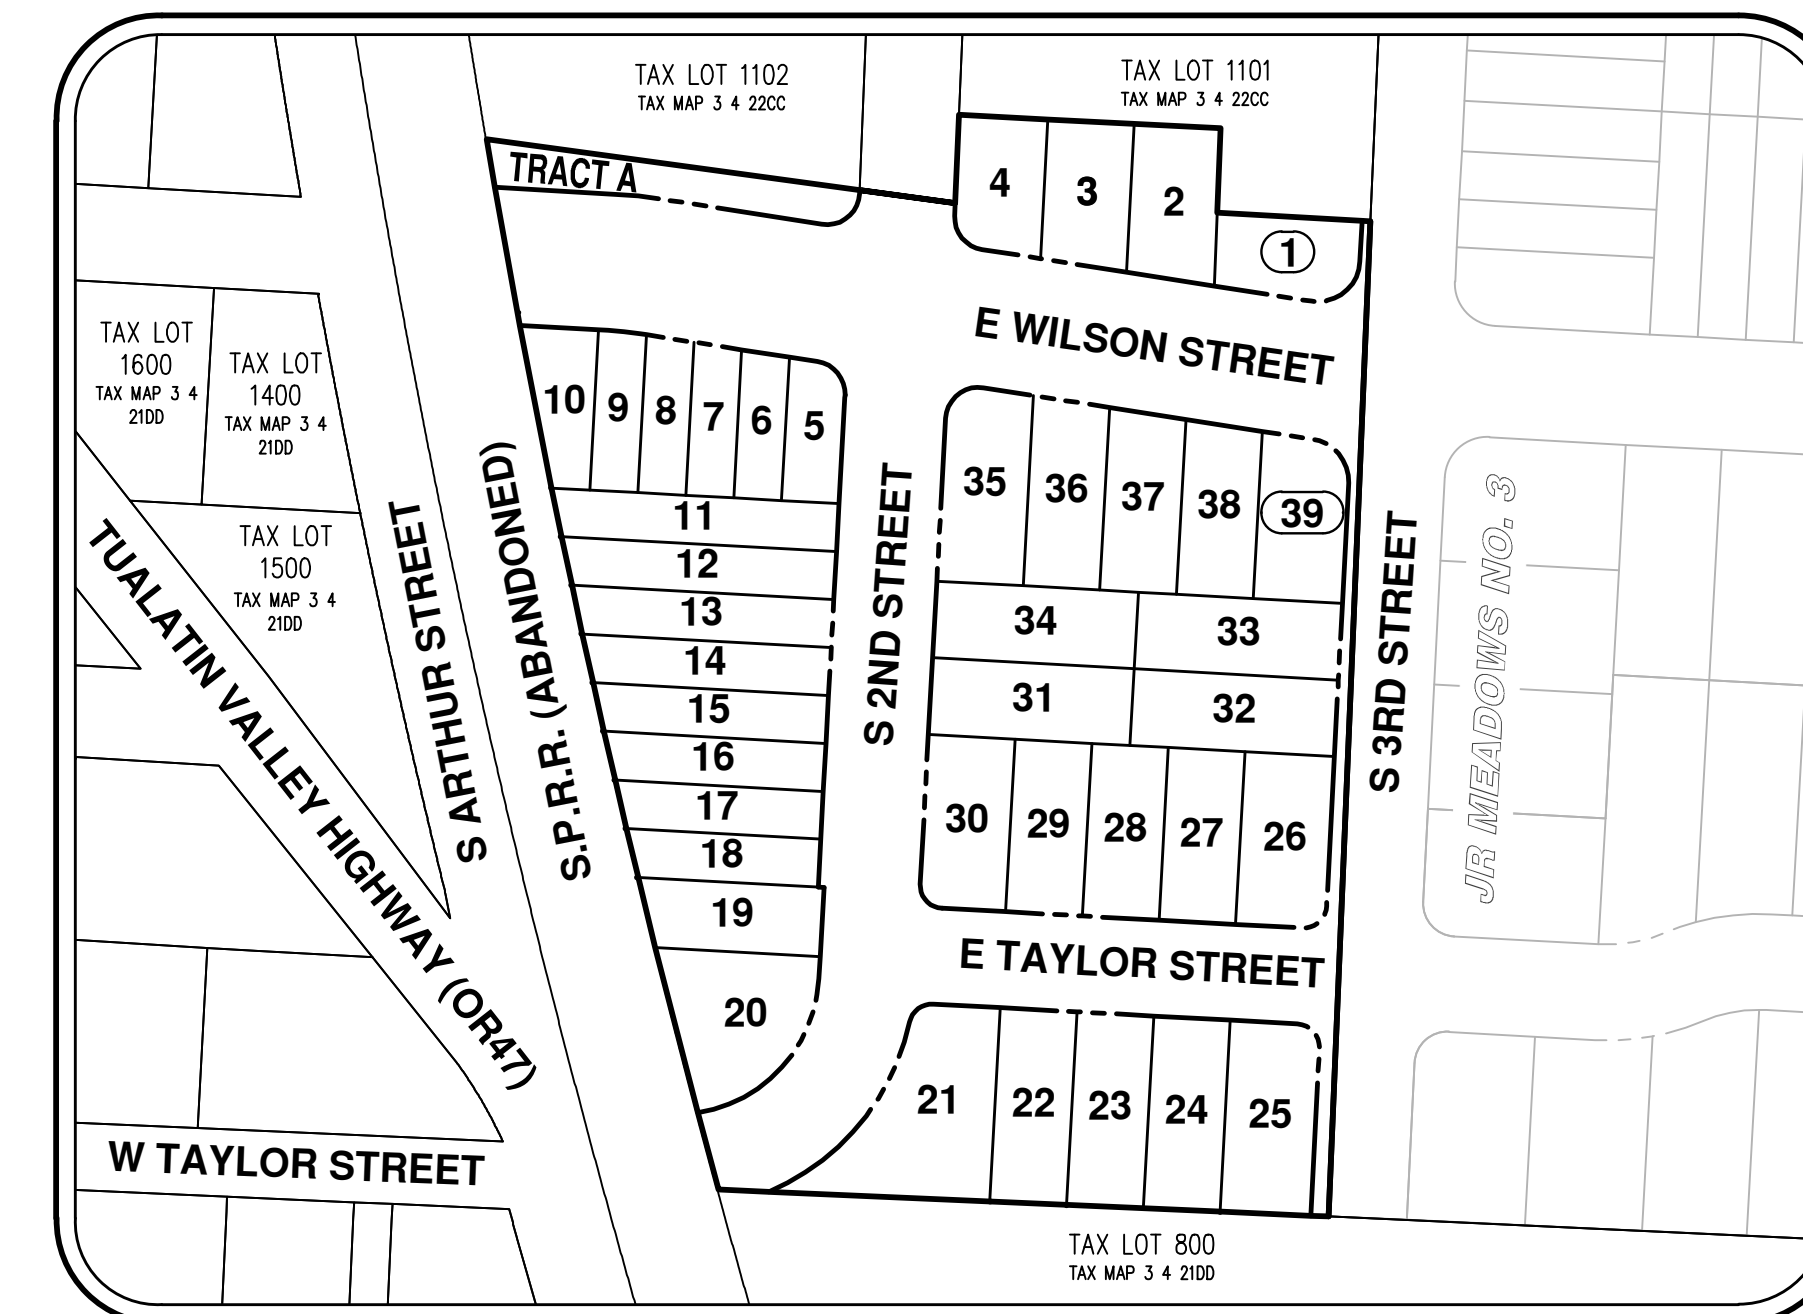 TAX LOT 1102
TAX MAP 3 4 22CC
TAX LOT 1101
TAX MAP 3 4 22CC
TRACT A
4
3
2
1
E WILSON STREET
TAX LOT
1600
TAX MAP 3 4
21DD
TAX LOT
1400
TAX MAP 3 4
21DD
TAX LOT
1500
TAX MAP 3 4
21DD
10
9
8
7
6
5
11
12
13
14
15
16
17
18
19
20
35
36
37
38
39
34
33
31
32
30
29
28
27
26
S 2ND STREET
S 3RD STREET
JR MEADOWS NO. 3
S ARTHUR STREET
S.P.R.R. (ABANDONED)
TUALATIN VALLEY HIGHWAY (OR47)
E TAYLOR STREET
21
22
23
24
25
W TAYLOR STREET
TAX LOT 800
TAX MAP 3 4 21DD